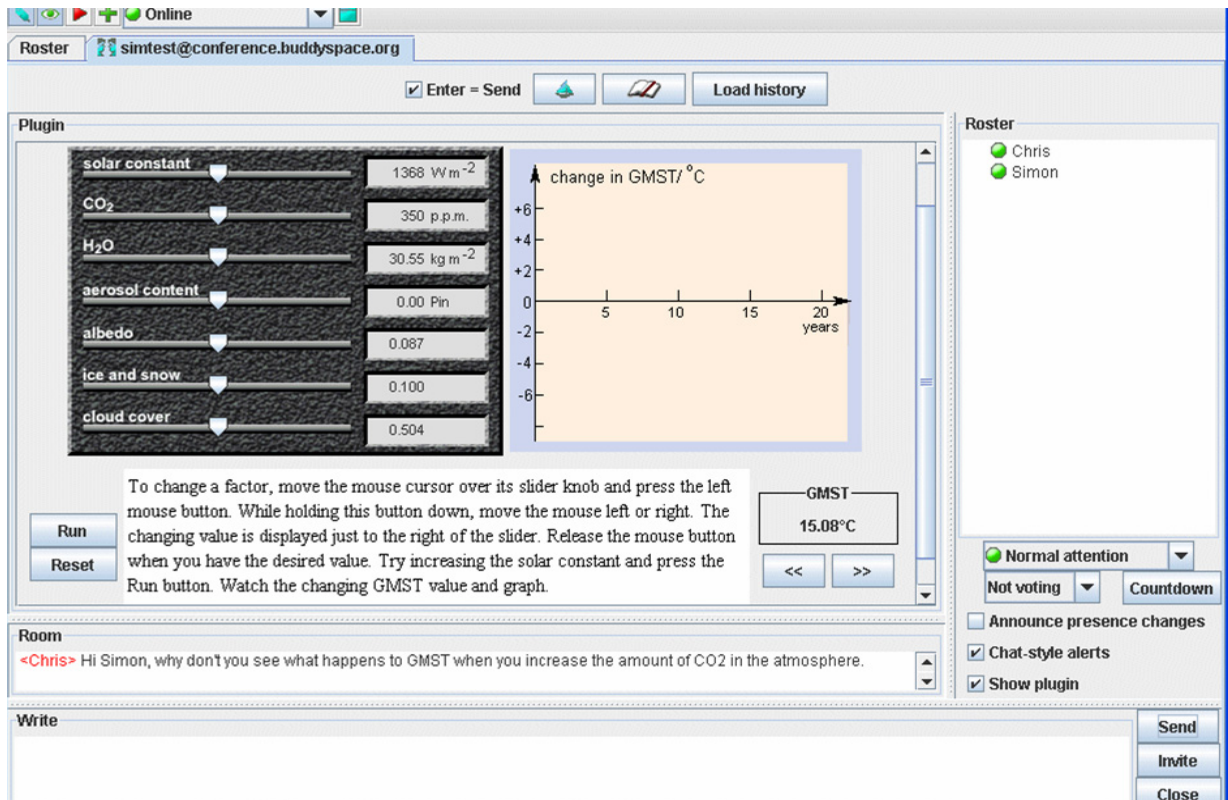 Online
Roster
simtest@conference.buddyspace.org
Enter = Send
Load history
Plugin
solar constant
1368 W m-2
CO2
350 p.p.m.
H2O
30.55 kg m-2
aerosol content
0.00 Pin
albedo
0.087
ice and snow
0.100
cloud cover
0.504
change in GMST/ °C
+6
+4
+2
0
-2
-4
-6
5
10
15
20
years
To change a factor, move the mouse cursor over its slider knob and press the left
mouse button. While holding this button down, move the mouse left or right. The
changing value is displayed just to the right of the slider. Release the mouse button
when you have the desired value. Try increasing the solar constant and press the
Run button. Watch the changing GMST value and graph.
Run
Reset
GMST
15.08°C
<<
>>
Roster
Chris
Simon
Normal attention
Not voting
Countdown
Announce presence changes
Chat-style alerts
Show plugin
Room
<Chris> Hi Simon, why don't you see what happens to GMST when you increase the amount of CO2 in the atmosphere.
Write
Send
Invite
Close